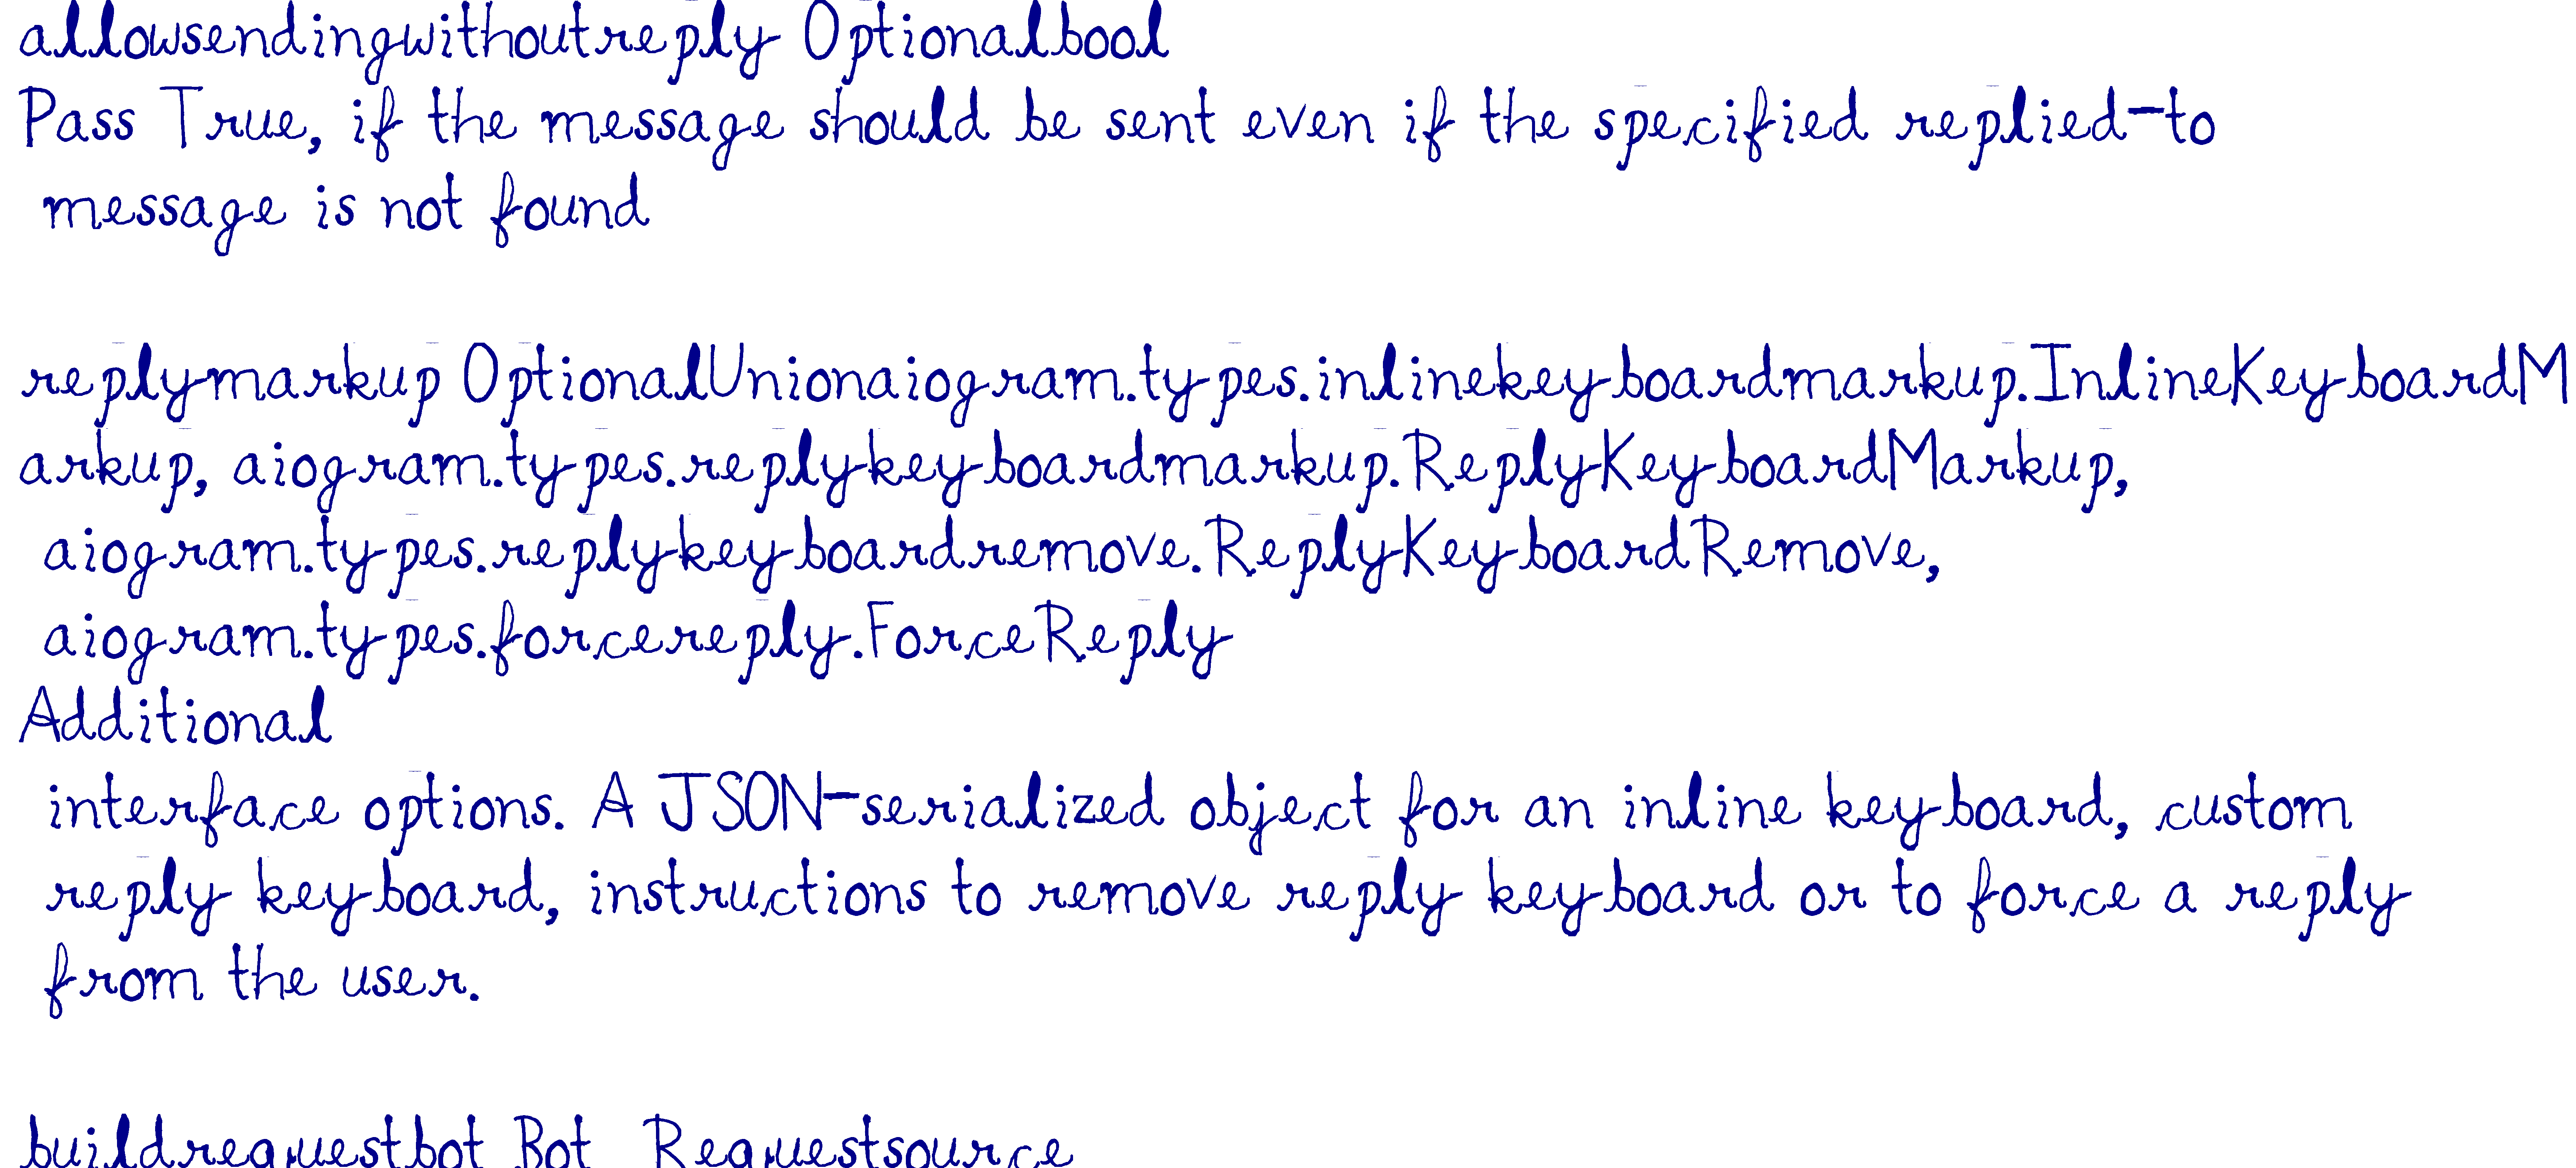 allowsendingwithoutreply Optionalbool
Pass True, if the message should be sent even if the specified replied-to
message is not found
replymarkup OptionalUnionaiogram.types.inlinekeyboardmarkup.InlineKeyboardM
arkup, aiogram.types.replykeyboardmarkup.ReplyKeyboardMarkup,
aiogram.types.replykeyboardremove.ReplyKeyboardRemove,
aiogram.types.forcereply.ForceReply
Additional
interface options. A JSON-serialized object for an inline keyboard, custom
reply keyboard, instructions to remove reply keyboard or to force a reply
from the user.
buildrequestbot Bot Requestsource